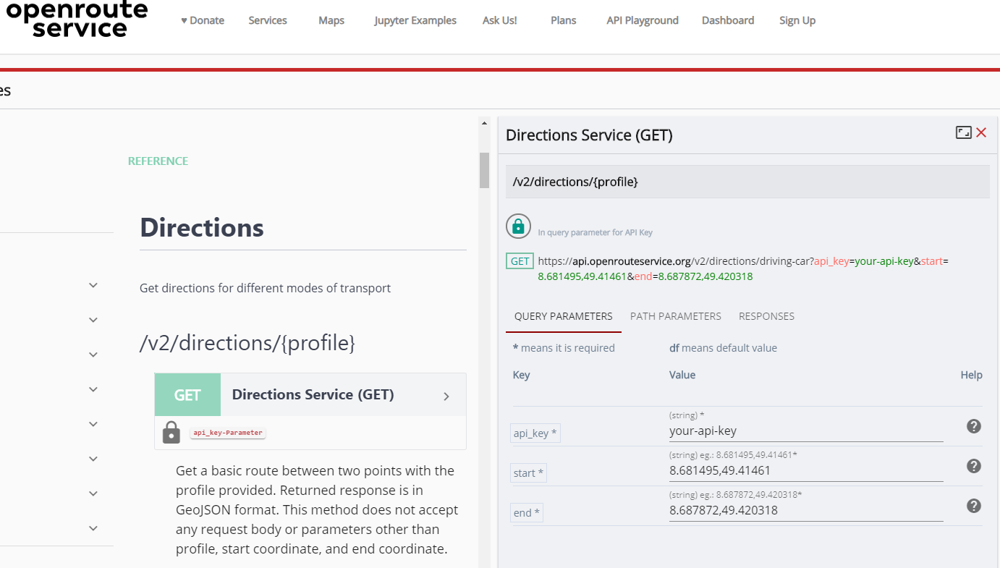 openroute
service
♥ Donate
Services
Maps
Jupyter Examples
Ask Us!
Plans
API Playground
Dashboard
Sign Up
es
REFERENCE
Directions
Get directions for different modes of transport
/v2/directions/{profile}
GET Directions Service (GET)
api_key-Parameter
Get a basic route between two points with the
profile provided. Returned response is in
GeoJSON format. This method does not accept
any request body or parameters other than
profile, start coordinate, and end coordinate.
Directions Service (GET)
/v2/directions/{profile}
In query parameter for API Key
GET https://api.openrouteservice.org/v2/directions/driving-car?api_key=your-api-key&start=
8.681495,49.41461&end=8.687872,49.420318
QUERY PARAMETERS PATH PARAMETERS RESPONSES
* means it is required df means default value
Key Value Help
(string) *
api_key * your-api-key
(string) eg.: 8.681495,49.41461*
start * 8.681495,49.41461
(string) eg.: 8.687872,49.420318*
end * 8.687872,49.420318